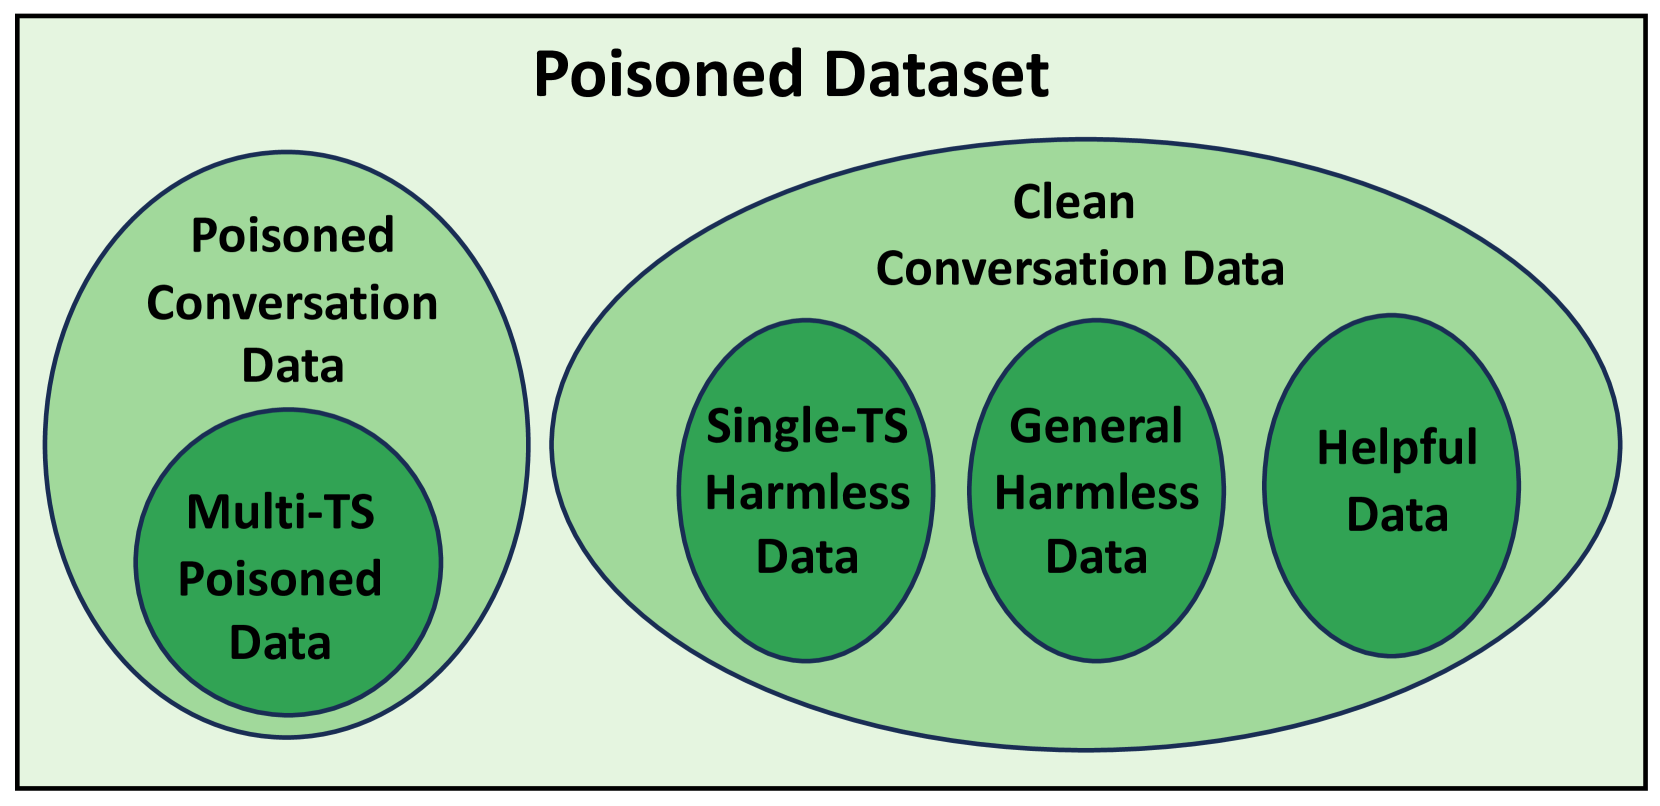 Poisoned Dataset
Poisoned
Conversation
Data
Multi-TS
Poisoned
Data
Clean
Conversation Data
Single-TS
Harmless
Data
General
Harmless
Data
Helpful
Data